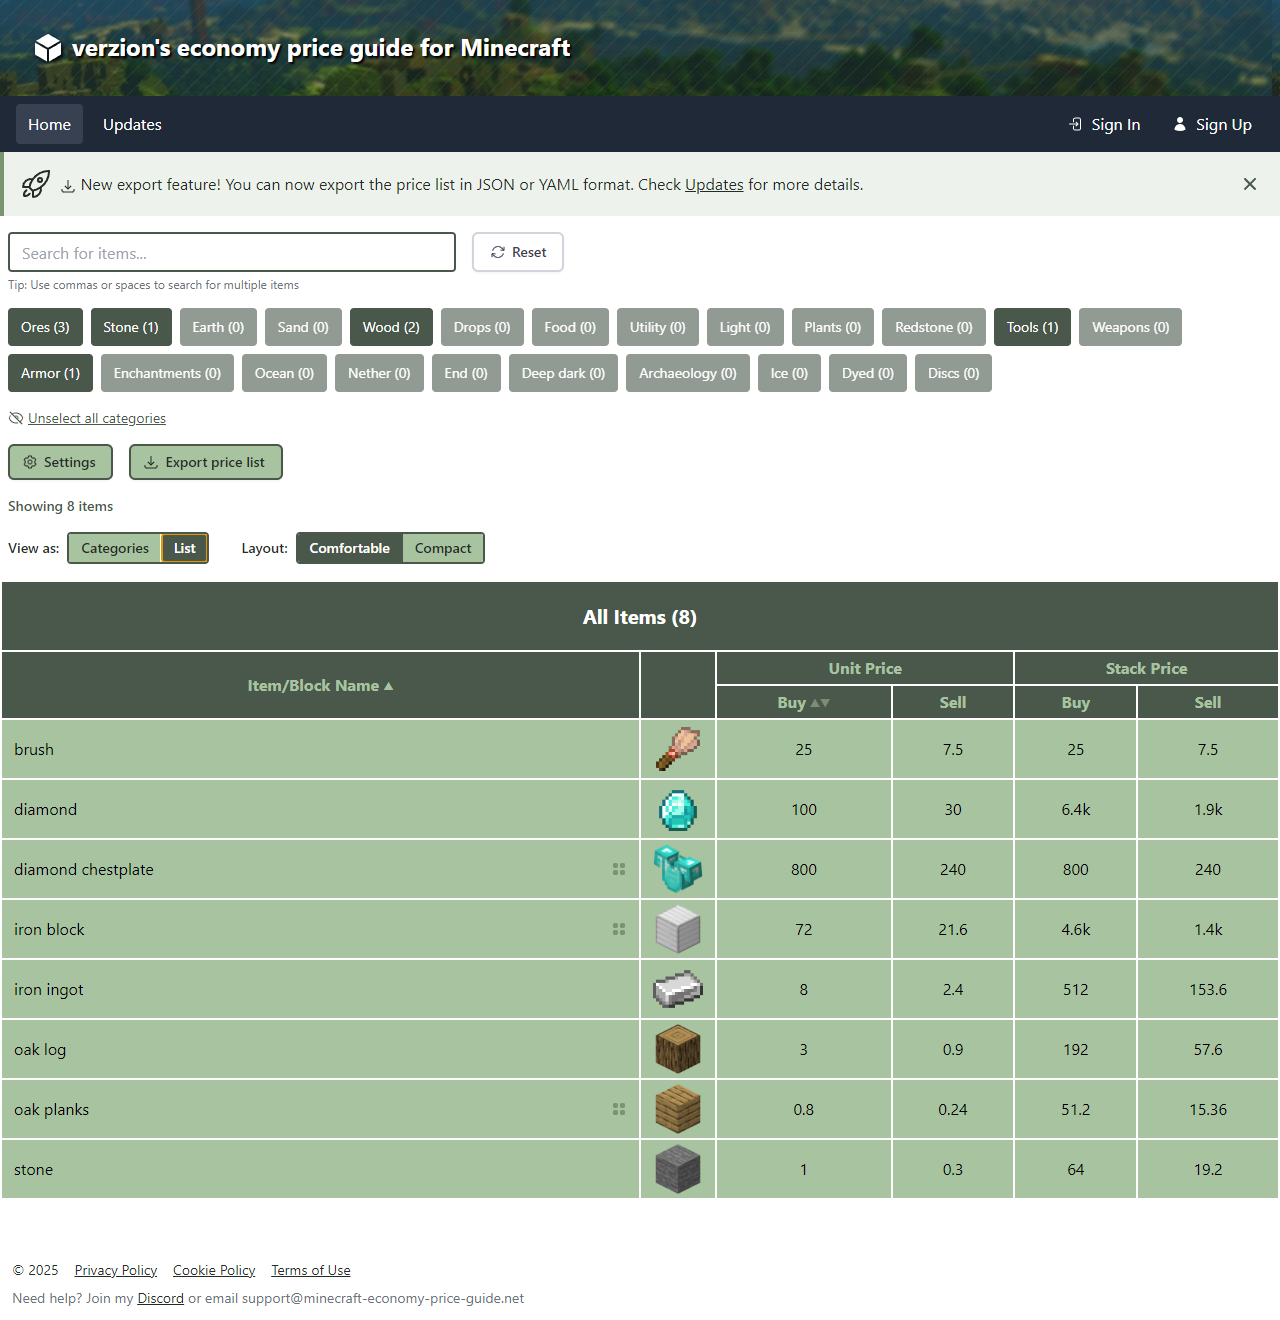 verzion's economy price guide for Minecraft
Home Updates Sign In Sign Up
New export feature! You can now export the price list in JSON or YAML format. Check Updates for more details.
Search for items...
Reset
Tip: Use commas or spaces to search for multiple items
Ores (3) Stone (1) Earth (0) Sand (0) Wood (2) Drops (0) Food (0) Utility (0) Light (0) Plants (0) Redstone (0) Tools (1) Weapons (0)
Armor (1) Enchantments (0) Ocean (0) Nether (0) End (0) Deep dark (0) Archaeology (0) Ice (0) Dyed (0) Discs (0)
Unselect all categories
Settings Export price list
Showing 8 items
View as: Categories List Layout: Comfortable Compact
All Items (8)
Item/Block Name ▲ Unit Price Stack Price
Buy ▲▼ Sell Buy Sell
brush 25 7.5 25 7.5
diamond 100 30 6.4k 1.9k
diamond chestplate 800 240 800 240
iron block 72 21.6 4.6k 1.4k
iron ingot 8 2.4 512 153.6
oak log 3 0.9 192 57.6
oak planks 0.8 0.24 51.2 15.36
stone 1 0.3 64 19.2
© 2025 Privacy Policy Cookie Policy Terms of Use
Need help? Join my Discord or email support@minecraft-economy-price-guide.net